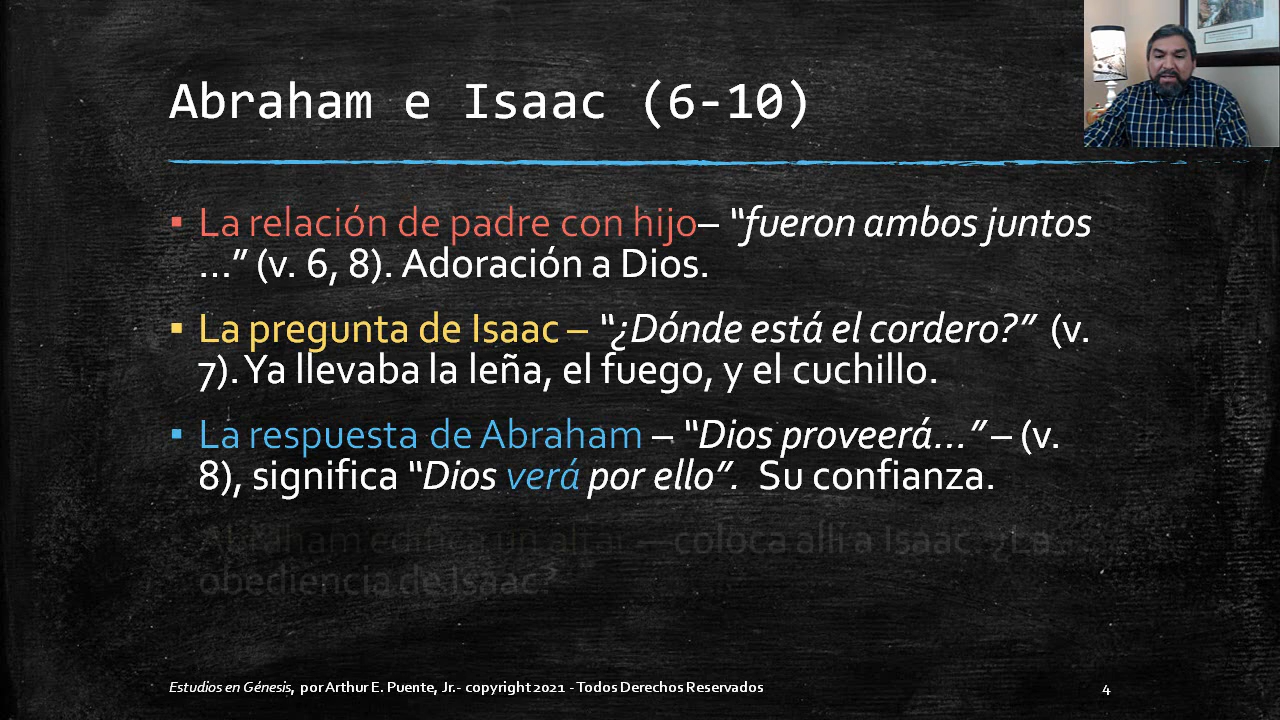 Abraham e Isaac (6-10)
▪ La relación de padre con hijo– “fueron ambos juntos
…” (v. 6, 8). Adoración a Dios.
▪ La pregunta de Isaac – “¿Dónde está el cordero?” (v.
7). Ya llevaba la leña, el fuego, y el cuchillo.
▪ La respuesta de Abraham – “Dios proveerá…” – (v.
8), significa “Dios verá por ello”. Su confianza.
Abraham edifica un altar – coloca allí a Isaac. ¿La
obediencia de Isaac?
Estudios en Génesis, por Arthur E. Puente, Jr.- copyright 2021 - Todos Derechos Reservados
4